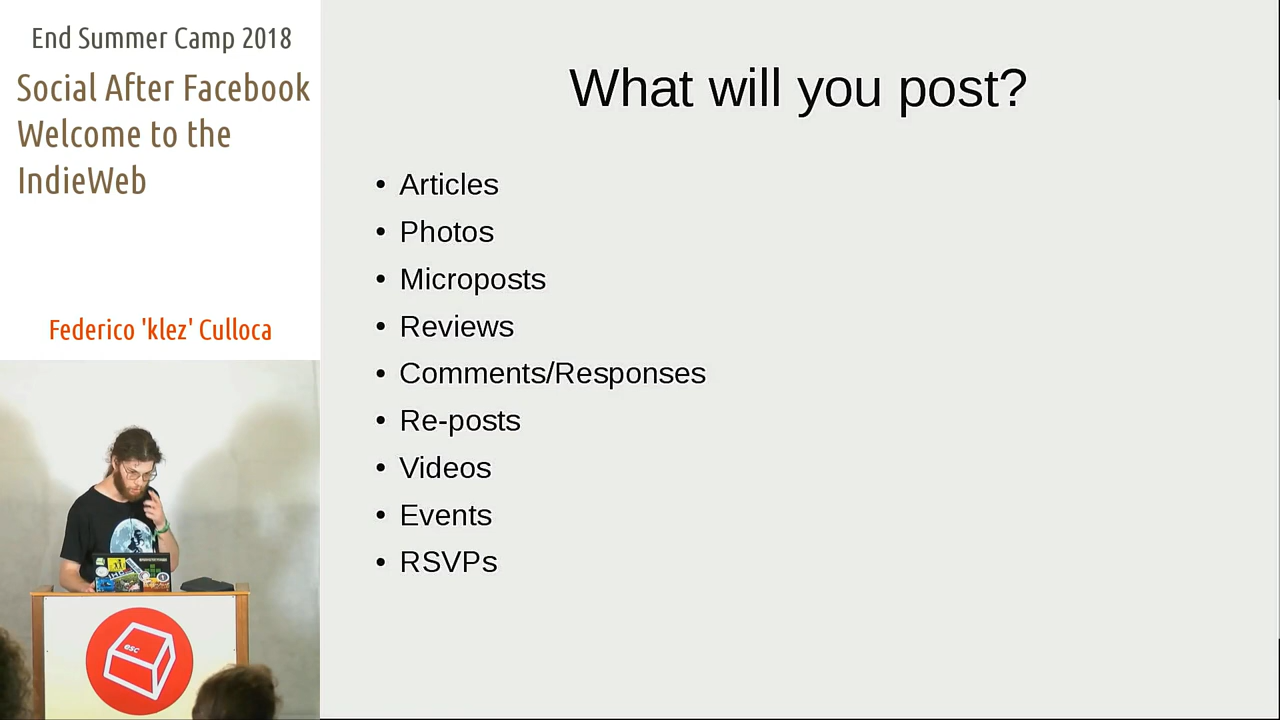 End Summer Camp 2018
Social After Facebook
Welcome to the
IndieWeb
Federico 'klez' Culloca
What will you post?
• Articles
• Photos
• Microposts
• Reviews
• Comments/Responses
• Re-posts
• Videos
• Events
• RSVPs
esc